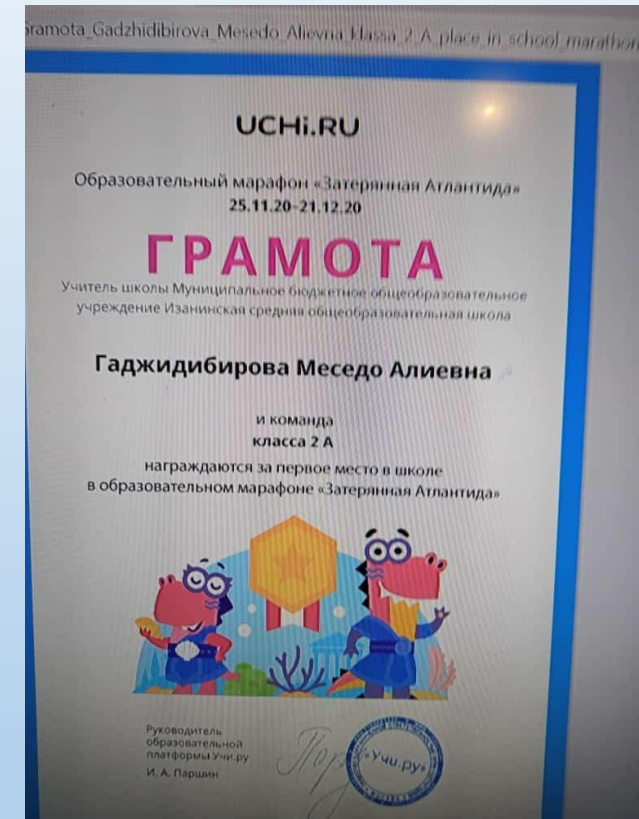 Gramota_Gadzhidibirova_Mesedo_Alievna_klassa_2_A_place_in_school_marathon
UCHi.RU
Образовательный марафон «Затерянная Атлантида»
25.11.20–21.12.20
ГРАМОТА
Учитель школы Муниципальное бюджетное общеобразовательное
учреждение Изанинская средняя общеобразовательная школа
Гаджидибирова Меседо Алиевна
и команда
класса 2 А
награждаются за первое место в школе
в образовательном марафоне «Затерянная Атлантида»
Руководитель
образовательной
платформы Учи.ру
И. А. Паршин
«Учи.ру»